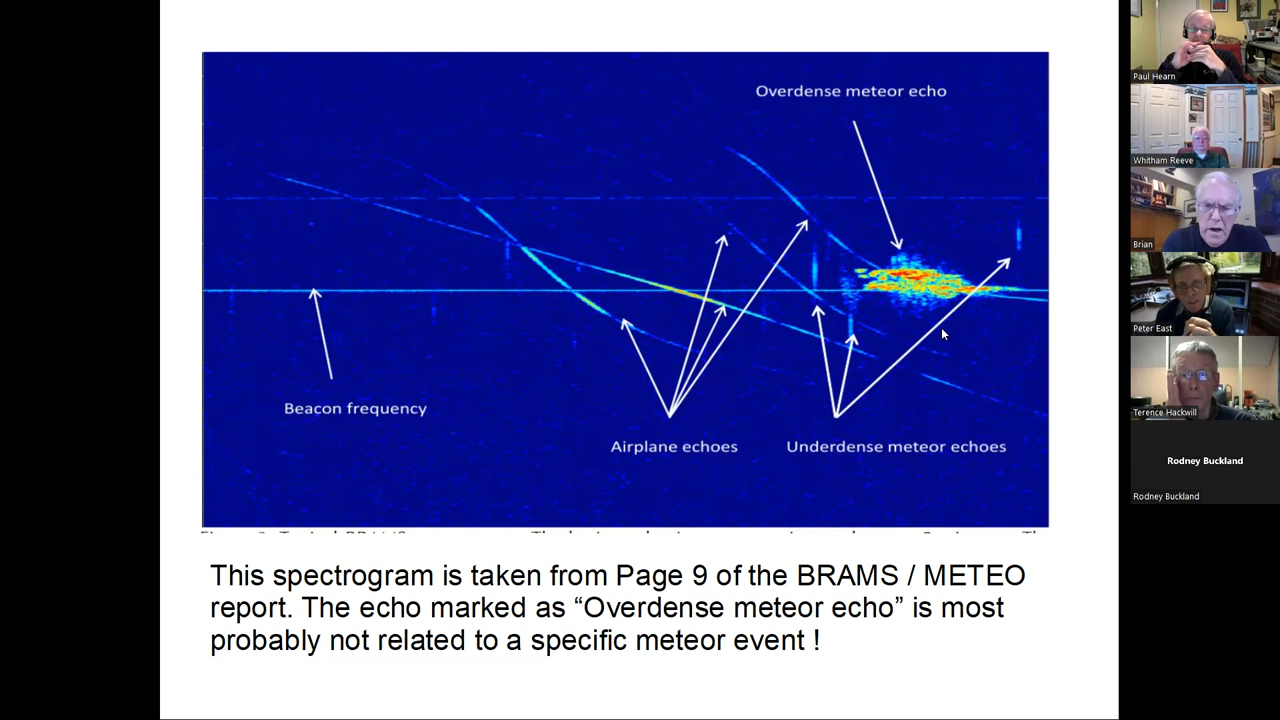 Overdense meteor echo
Beacon frequency
Airplane echoes
Underdense meteor echoes
This spectrogram is taken from Page 9 of the BRAMS / METEO
report. The echo marked as “Overdense meteor echo” is most
probably not related to a specific meteor event !
Paul Hearn
Whitham Reeve
Brian
Peter East
Terence Hackwill
Rodney Buckland
Rodney Buckland